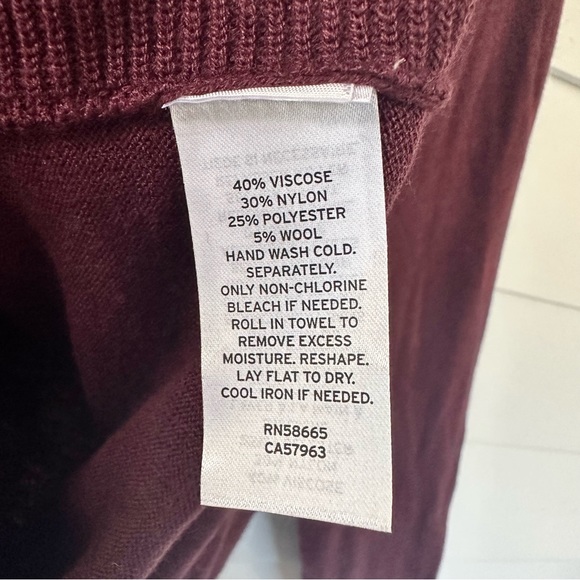 40% VISCOSE
30% NYLON
25% POLYESTER
5% WOOL
HAND WASH COLD.
SEPARATELY.
ONLY NON-CHLORINE
BLEACH IF NEEDED.
ROLL IN TOWEL TO
REMOVE EXCESS
MOISTURE. RESHAPE.
LAY FLAT TO DRY.
COOL IRON IF NEEDED.
RN58665
CA57963